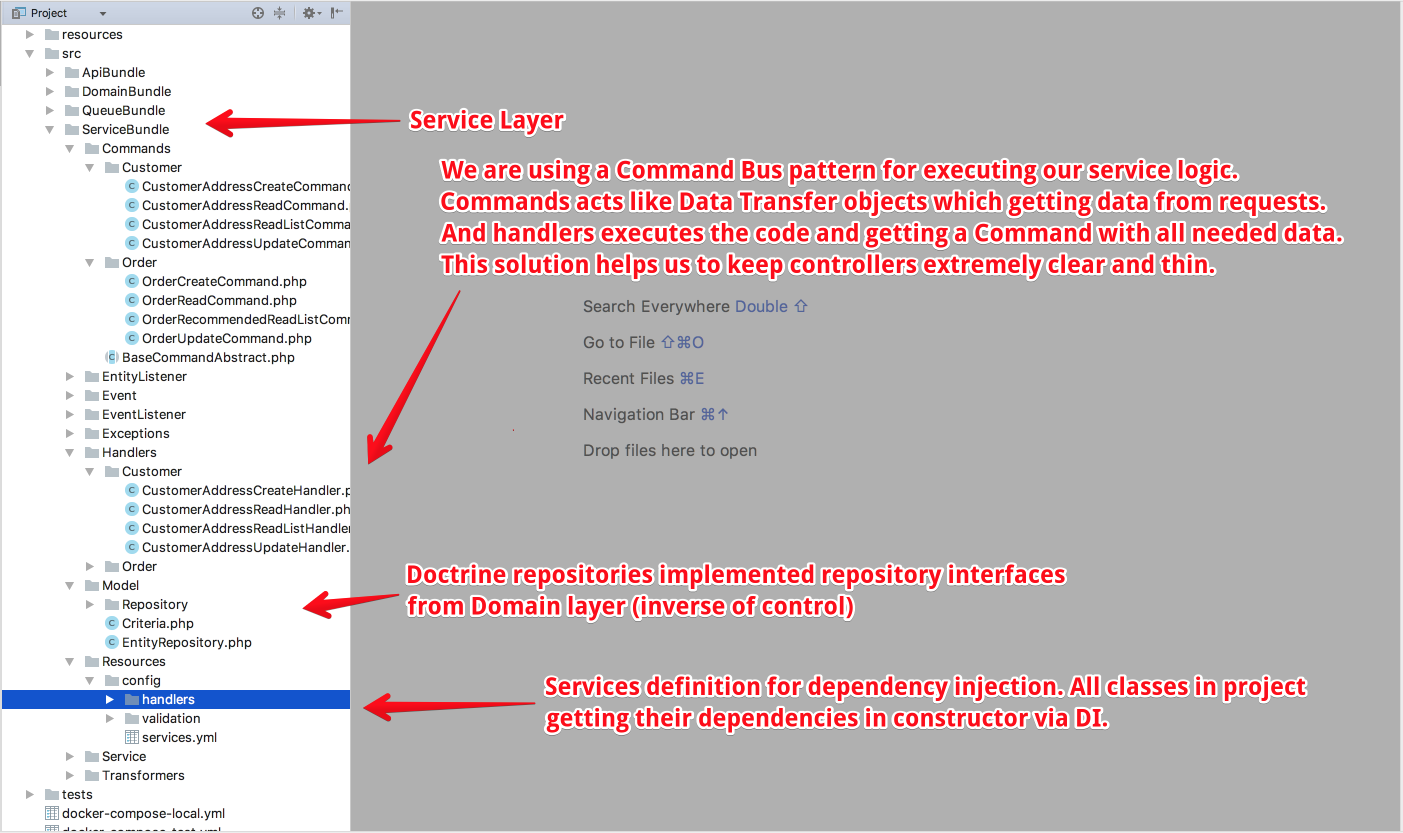 Project
resources
src
ApiBundle
DomainBundle
QueueBundle
ServiceBundle
Commands
Customer
CustomerAddressCreateCommand
CustomerAddressReadCommand.
CustomerAddressReadListComma
CustomerAddressUpdateComman
Order
OrderCreateCommand.php
OrderReadCommand.php
OrderRecommendedReadListComm
OrderUpdateCommand.php
BaseCommandAbstract.php
EntityListener
Event
EventListener
Exceptions
Handlers
Customer
CustomerAddressCreateHandler.p
CustomerAddressReadHandler.ph
CustomerAddressReadListHandler
CustomerAddressUpdateHandler.
Order
Model
Repository
Criteria.php
EntityRepository.php
Resources
config
handlers
validation
services.yml
Service
Transformers
tests
docker-compose-local.yml
docker-compose-test.yml
Service Layer
We are using a Command Bus pattern for executing our service logic.
Commands acts like Data Transfer objects which getting data from requests.
And handlers executes the code and getting a Command with all needed data.
This solution helps us to keep controllers extremely clear and thin.
Search Everywhere Double ⇧
Go to File ⇧⌘O
Recent Files ⌘E
Navigation Bar ⌘↑
Drop files here to open
Doctrine repositories implemented repository interfaces
from Domain layer (inverse of control)
Services definition for dependency injection. All classes in project
getting their dependencies in constructor via DI.